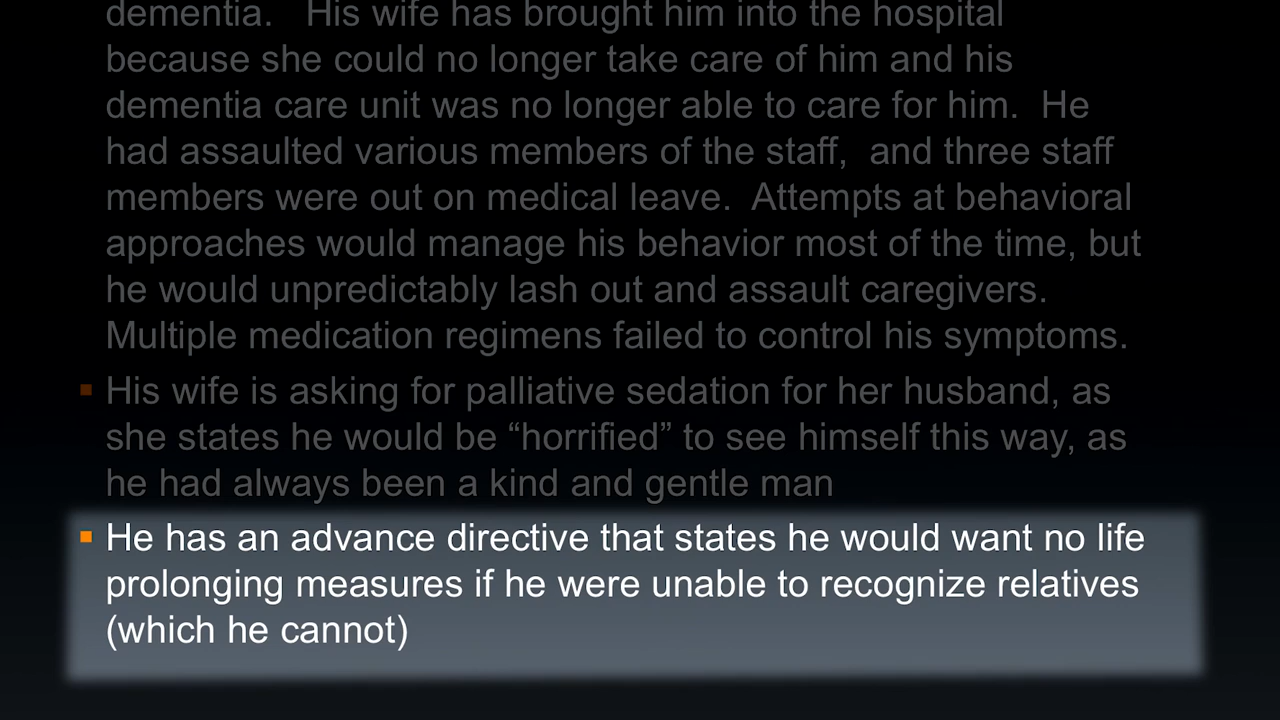 dementia. His wife has brought him into the hospital
because she could no longer take care of him and his
dementia care unit was no longer able to care for him. He
had assaulted various members of the staff, and three staff
members were out on medical leave. Attempts at behavioral
approaches would manage his behavior most of the time, but
he would unpredictably lash out and assault caregivers.
Multiple medication regimens failed to control his symptoms.
▪ His wife is asking for palliative sedation for her husband, as
she states he would be “horrified” to see himself this way, as
he had always been a kind and gentle man
▪ He has an advance directive that states he would want no life
prolonging measures if he were unable to recognize relatives
(which he cannot)